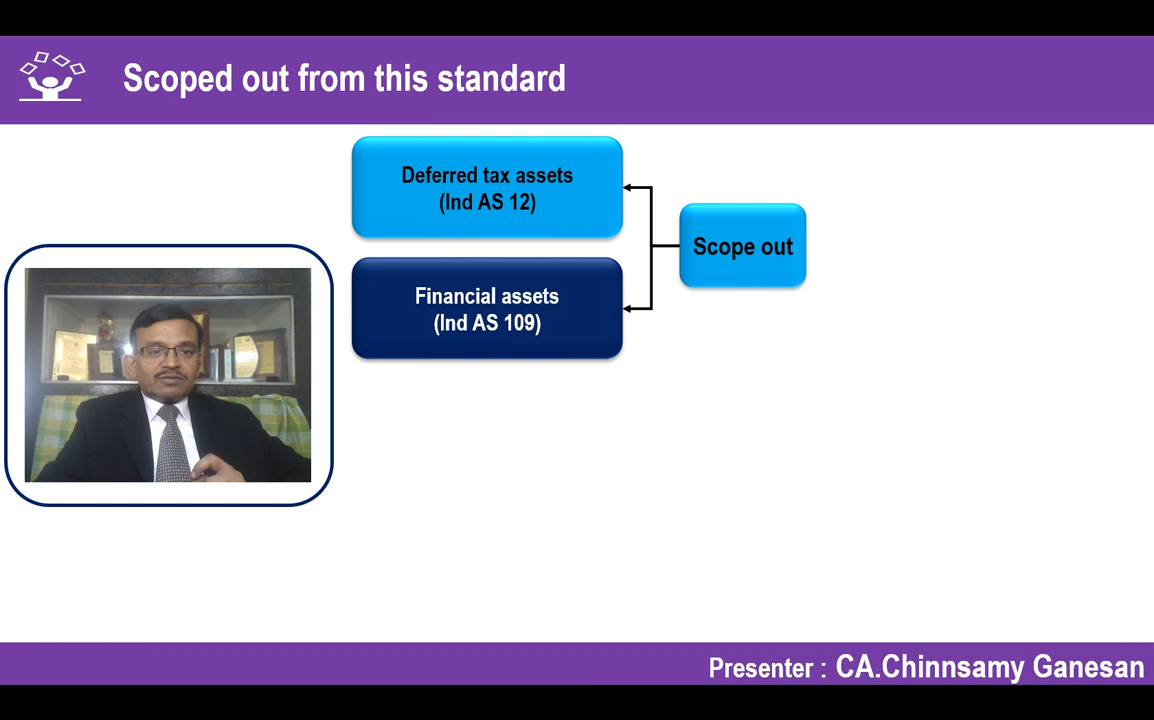 Scoped out from this standard
Deferred tax assets
(Ind AS 12)
Scope out
Financial assets
(Ind AS 109)
Presenter : CA.Chinnsamy Ganesan